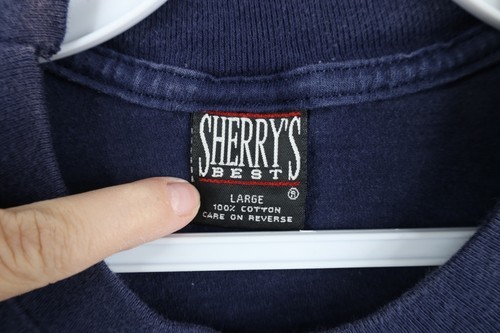 SHERRY'S
BEST
®
LARGE
100% COTTON
CARE ON REVERSE